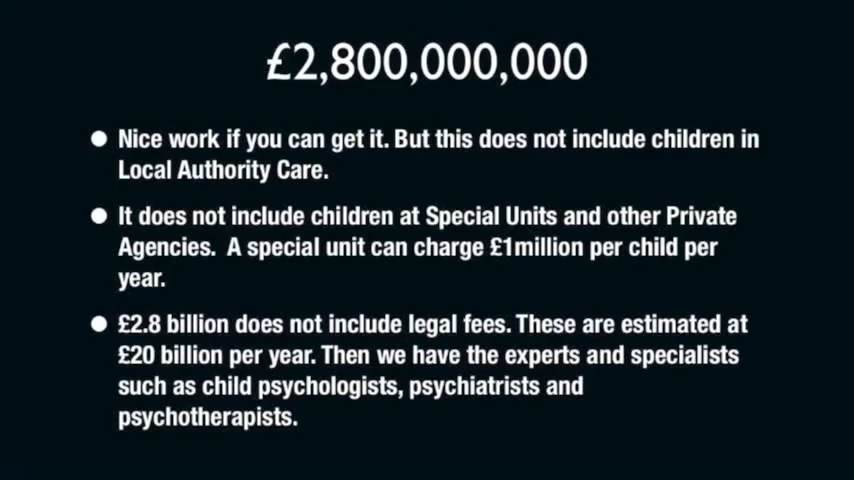 £2,800,000,000
● Nice work if you can get it. But this does not include children in
Local Authority Care.
● It does not include children at Special Units and other Private
Agencies.  A special unit can charge £1million per child per
year.
● £2.8 billion does not include legal fees. These are estimated at
£20 billion per year. Then we have the experts and specialists
such as child psychologists, psychiatrists and
psychotherapists.